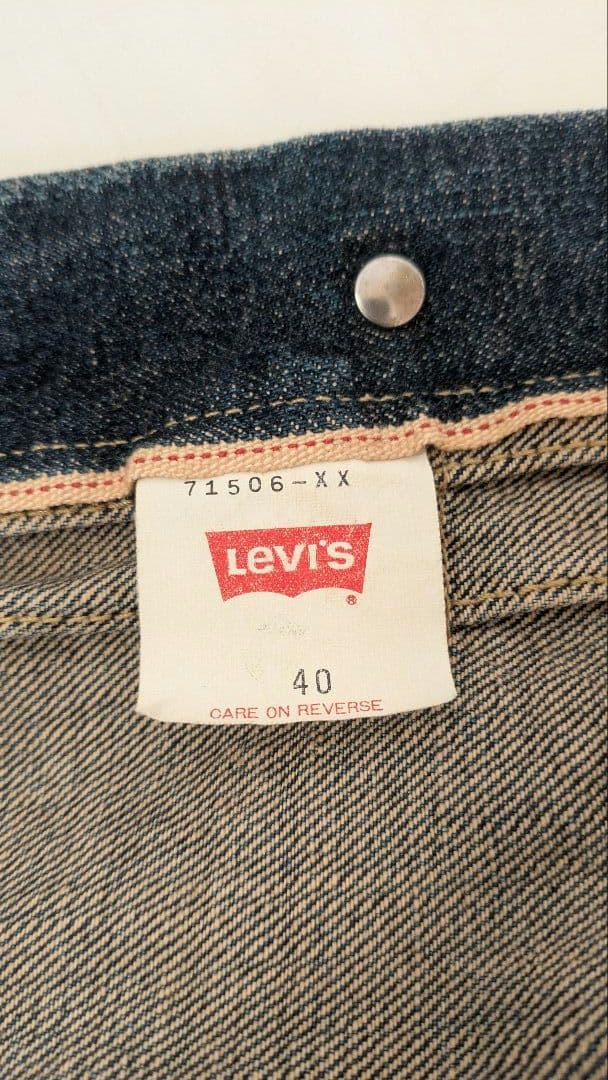 71506-XX
LEVI'S
®
40
CARE ON REVERSE